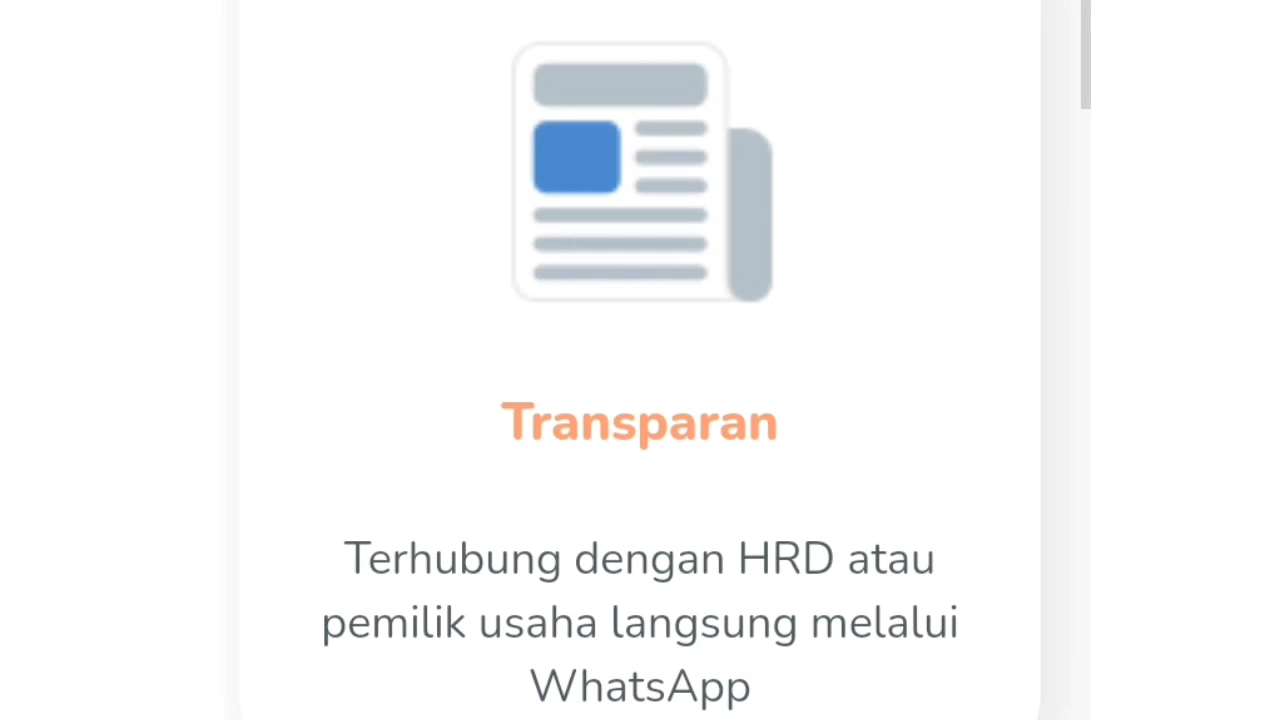 Transparan
Terhubung dengan HRD atau
pemilik usaha langsung melalui
WhatsApp